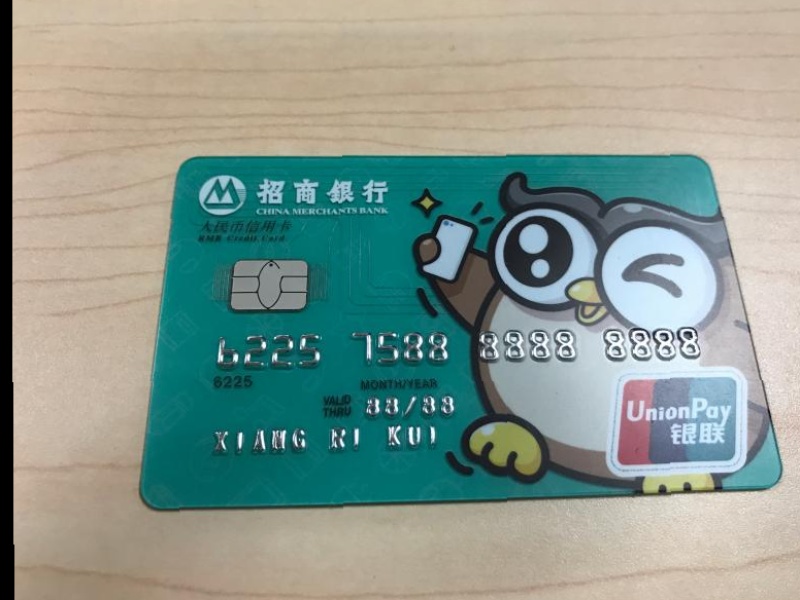 招商銀行
CHINA MERCHANTS BANK
人民币信用卡
RMB Credit Card
6225 7588 8888 8888
6225
MONTH/YEAR
VALID THRU 88/88
XIANG RI KUI
UnionPay
银联